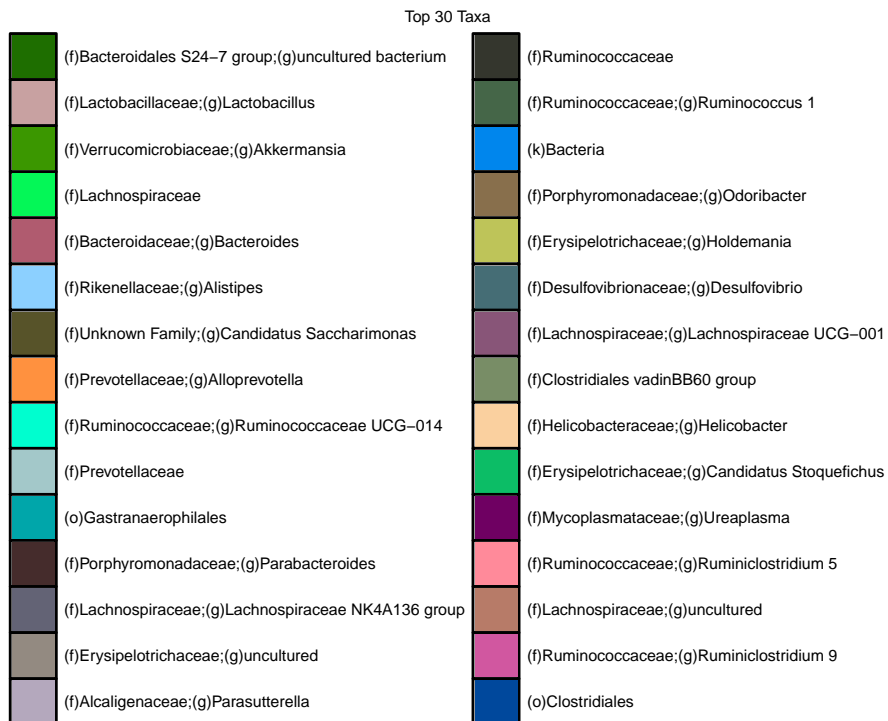 Top 30 Taxa
(f)Bacteroidales S24−7 group;(g)uncultured bacterium
(f)Lactobacillaceae;(g)Lactobacillus
(f)Verrucomicrobiaceae;(g)Akkermansia
(f)Lachnospiraceae
(f)Bacteroidaceae;(g)Bacteroides
(f)Rikenellaceae;(g)Alistipes
(f)Unknown Family;(g)Candidatus Saccharimonas
(f)Prevotellaceae;(g)Alloprevotella
(f)Ruminococcaceae;(g)Ruminococcaceae UCG−014
(f)Prevotellaceae
(o)Gastranaerophilales
(f)Porphyromonadaceae;(g)Parabacteroides
(f)Lachnospiraceae;(g)Lachnospiraceae NK4A136 group
(f)Erysipelotrichaceae;(g)uncultured
(f)Alcaligenaceae;(g)Parasutterella
(f)Ruminococcaceae
(f)Ruminococcaceae;(g)Ruminococcus 1
(k)Bacteria
(f)Porphyromonadaceae;(g)Odoribacter
(f)Erysipelotrichaceae;(g)Holdemania
(f)Desulfovibrionaceae;(g)Desulfovibrio
(f)Lachnospiraceae;(g)Lachnospiraceae UCG−001
(f)Clostridiales vadinBB60 group
(f)Helicobacteraceae;(g)Helicobacter
(f)Erysipelotrichaceae;(g)Candidatus Stoquefichus
(f)Mycoplasmataceae;(g)Ureaplasma
(f)Ruminococcaceae;(g)Ruminiclostridium 5
(f)Lachnospiraceae;(g)uncultured
(f)Ruminococcaceae;(g)Ruminiclostridium 9
(o)Clostridiales